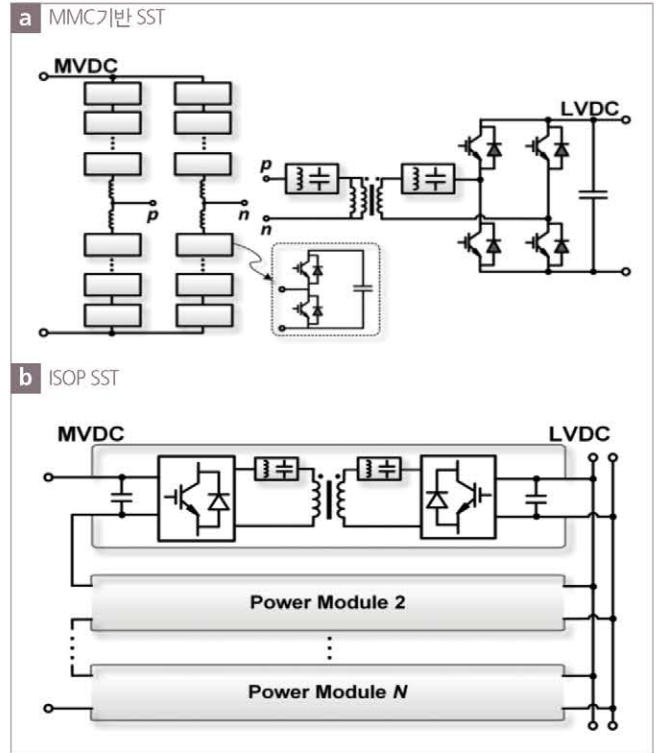 a MMC기반 SST
MVDC
LVDC
p
n
p
n
b ISOP SST
MVDC
LVDC
Power Module 2
Power Module N